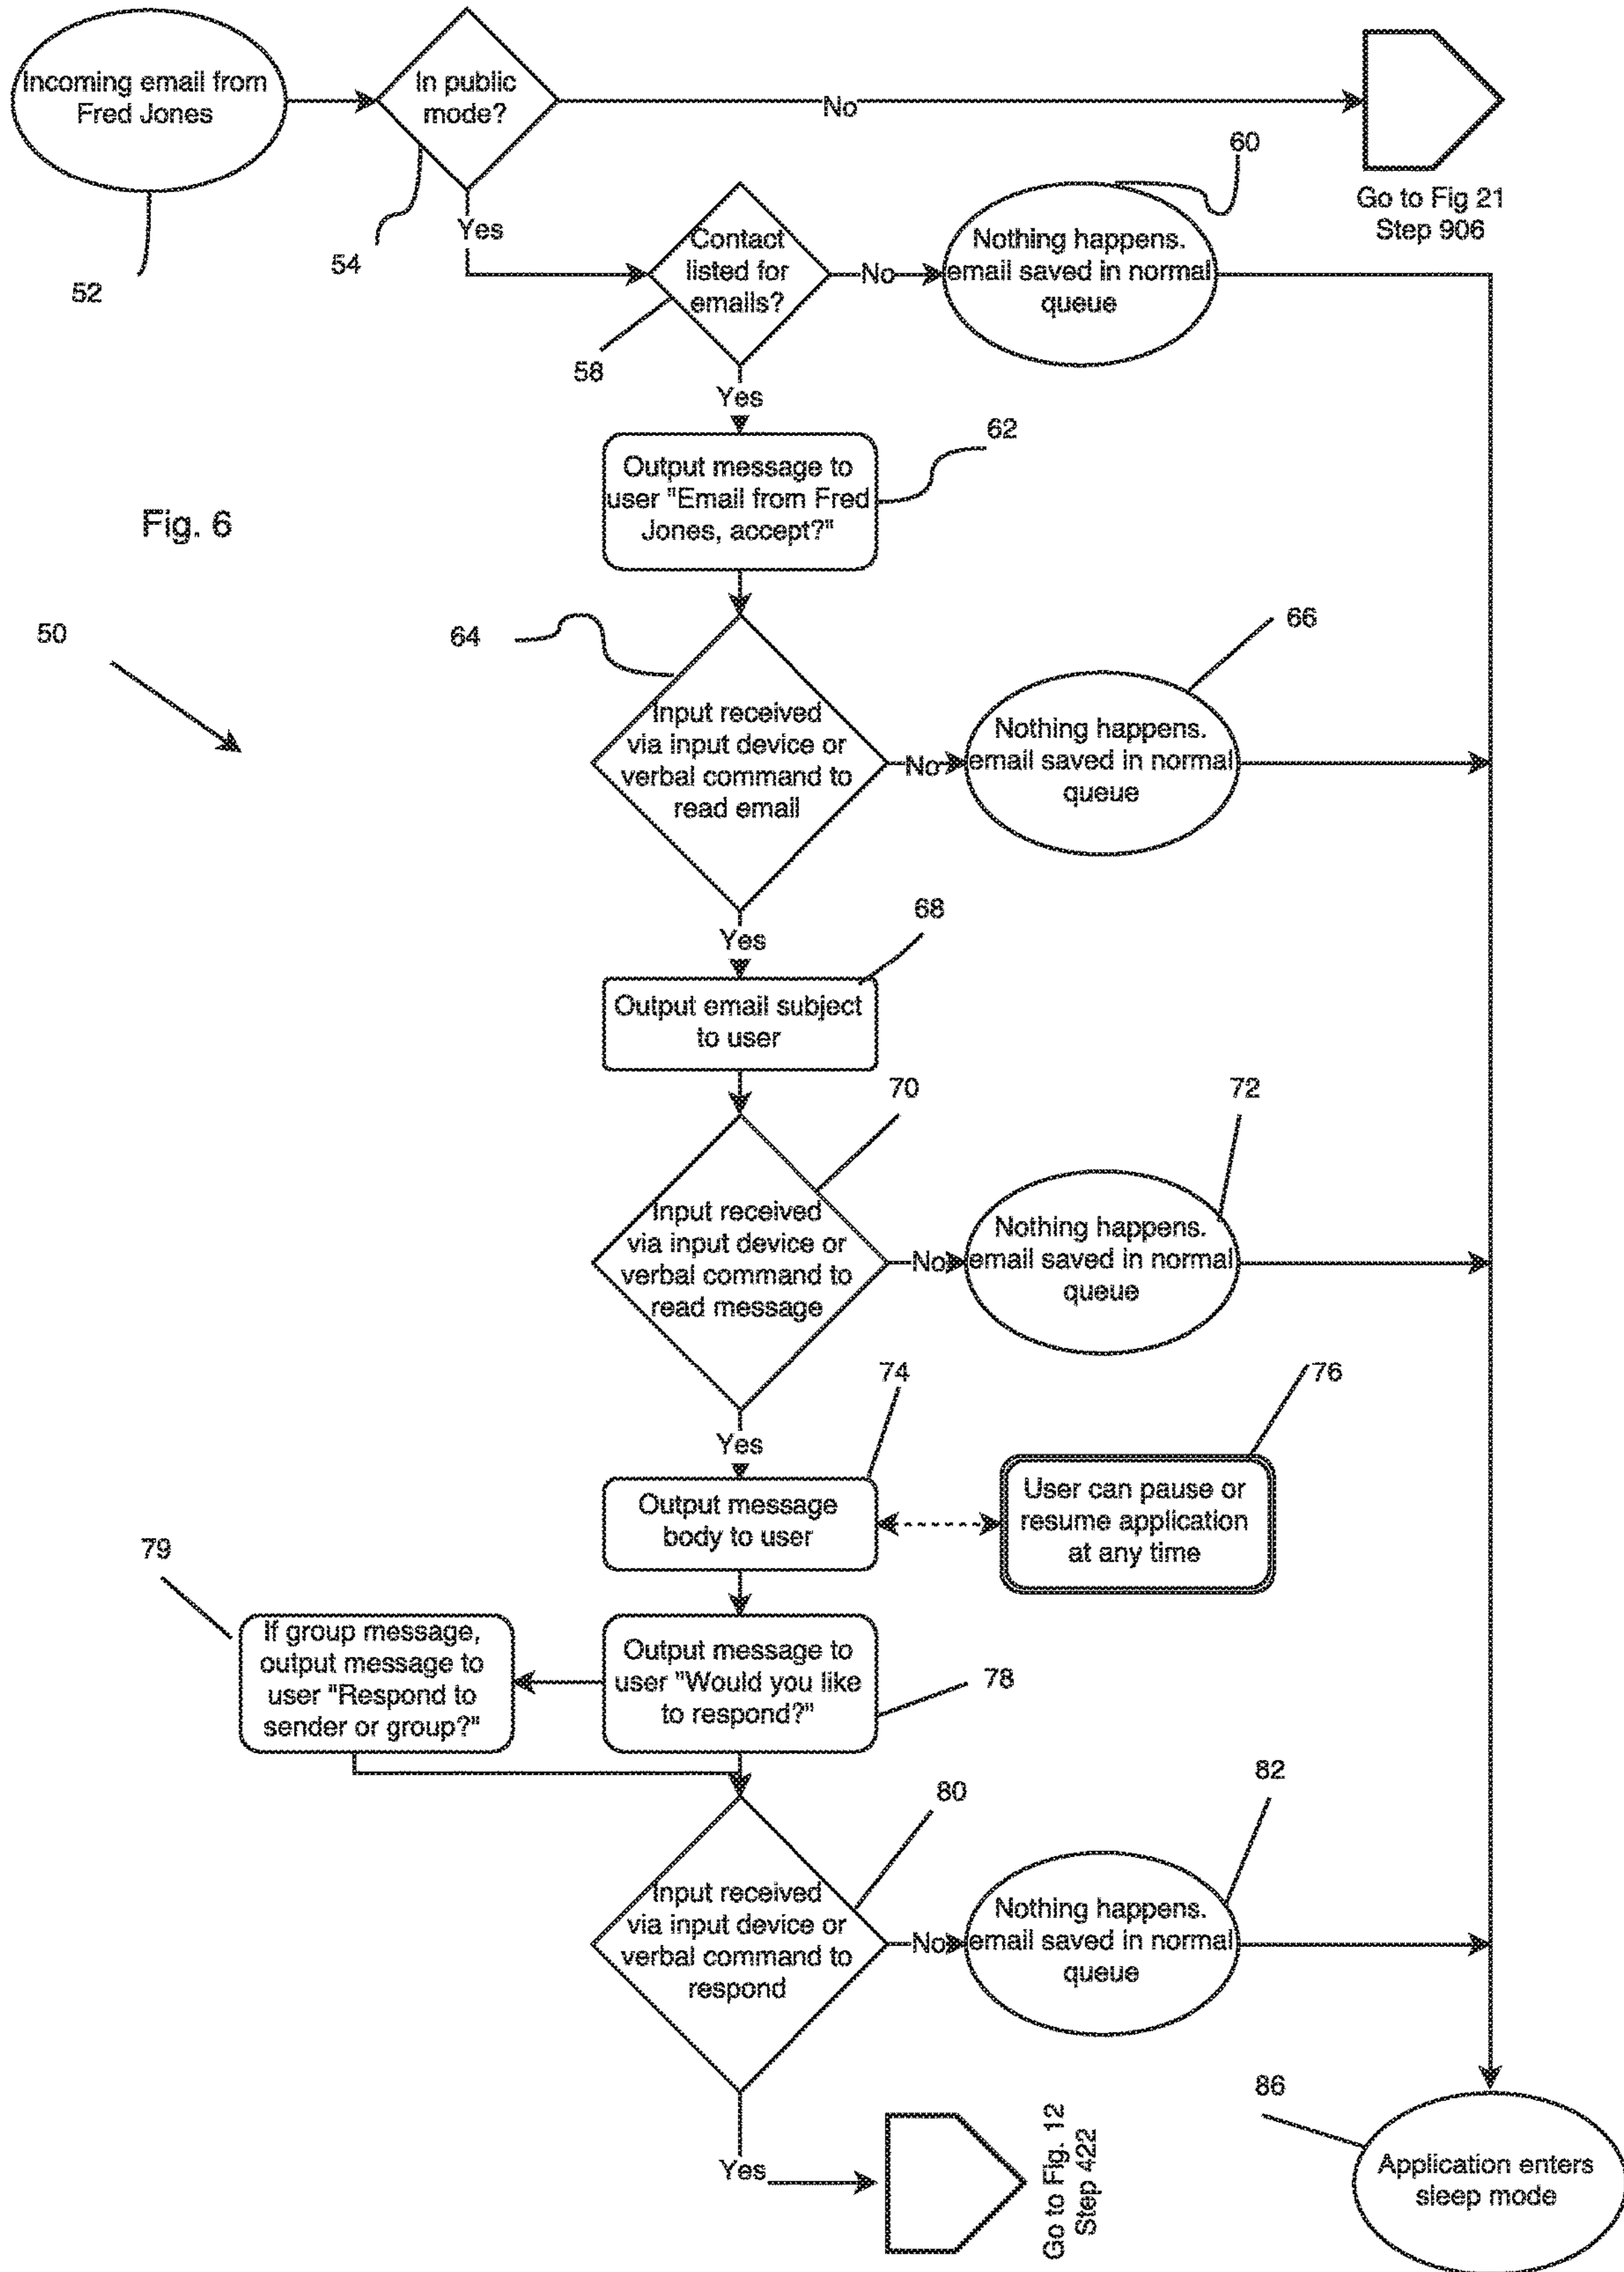 Incoming email from
Fred Jones
In public
mode?
No
60
Go to Fig 21
Step 906
52
54
Yes
Contact
listed for
emails?
No
Nothing happens.
email saved in normal
queue
58
Yes
62
Output message to
user "Email from Fred
Jones, accept?"
Fig. 6
50
64
66
Input received
via input device or
verbal command to
read email
No
Nothing happens.
email saved in normal
queue
Yes
68
Output email subject
to user
70
72
Input received
via input device or
verbal command to
read message
No
Nothing happens.
email saved in normal
queue
Yes
74
76
Output message
body to user
User can pause or
resume application
at any time
79
If group message,
output message to
user "Respond to
sender or group?"
Output message to
user "Would you like
to respond?"
78
80
82
Input received
via input device or
verbal command to
respond
No
Nothing happens.
email saved in normal
queue
Yes
Go to Fig. 12
Step 422
86
Application enters
sleep mode